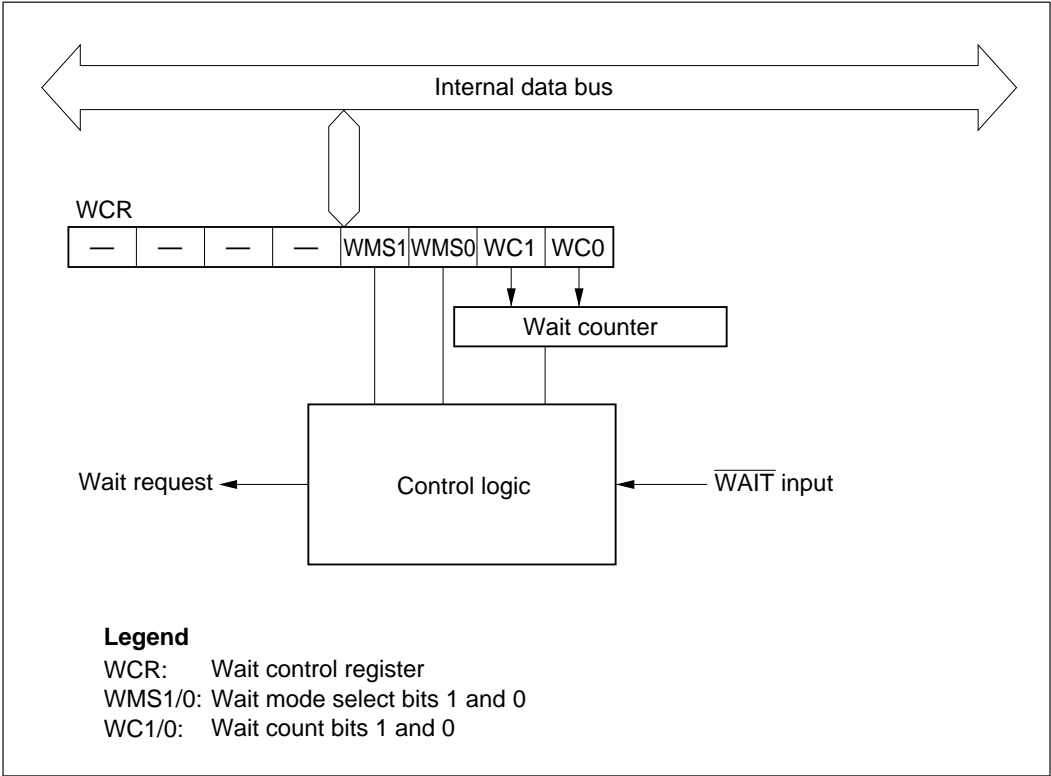 Internal data bus
WCR
— — — — WMS1 WMS0 WC1 WC0
Wait counter
Wait request Control logic W̅A̅I̅T̅ input
Legend
WCR: Wait control register
WMS1/0: Wait mode select bits 1 and 0
WC1/0: Wait count bits 1 and 0